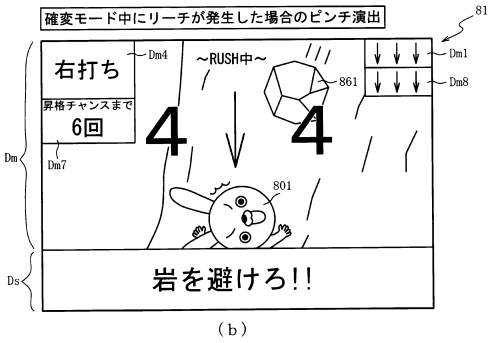 確変モード中にリーチが発生した場合のピンチ演出
81
右打ち
Dm4
～RUSH中～
Dm1
昇格チャンスまで
861
Dm8
6回
4
4
Dm7
Dm
801
Ds
岩を避けろ!!
(b)